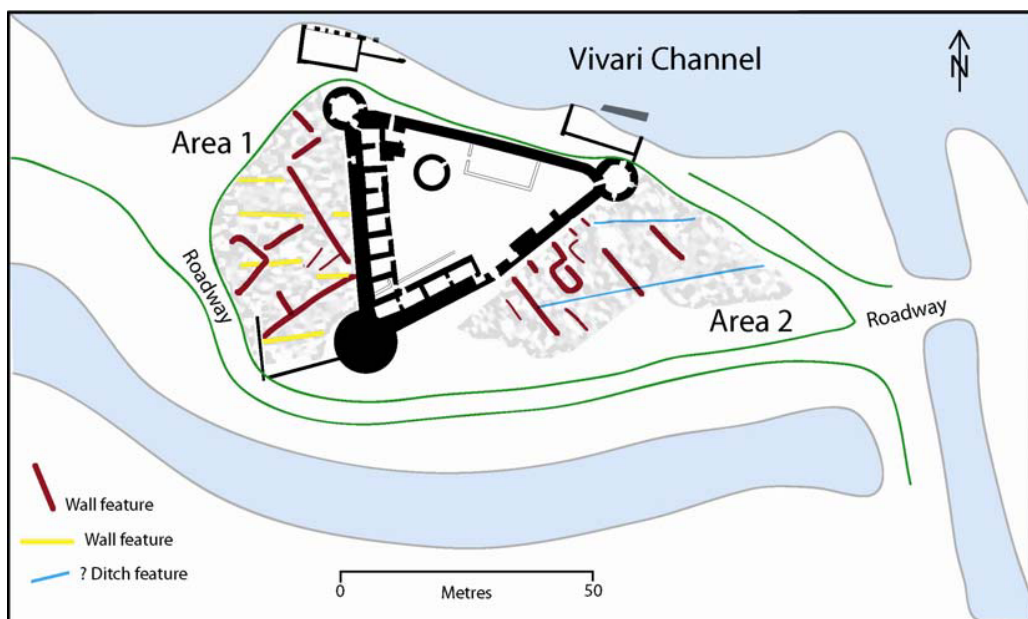 Vivari Channel
N
Area 1
Roadway
Area 2
Roadway
Wall feature
Wall feature
? Ditch feature
0
50
Metres